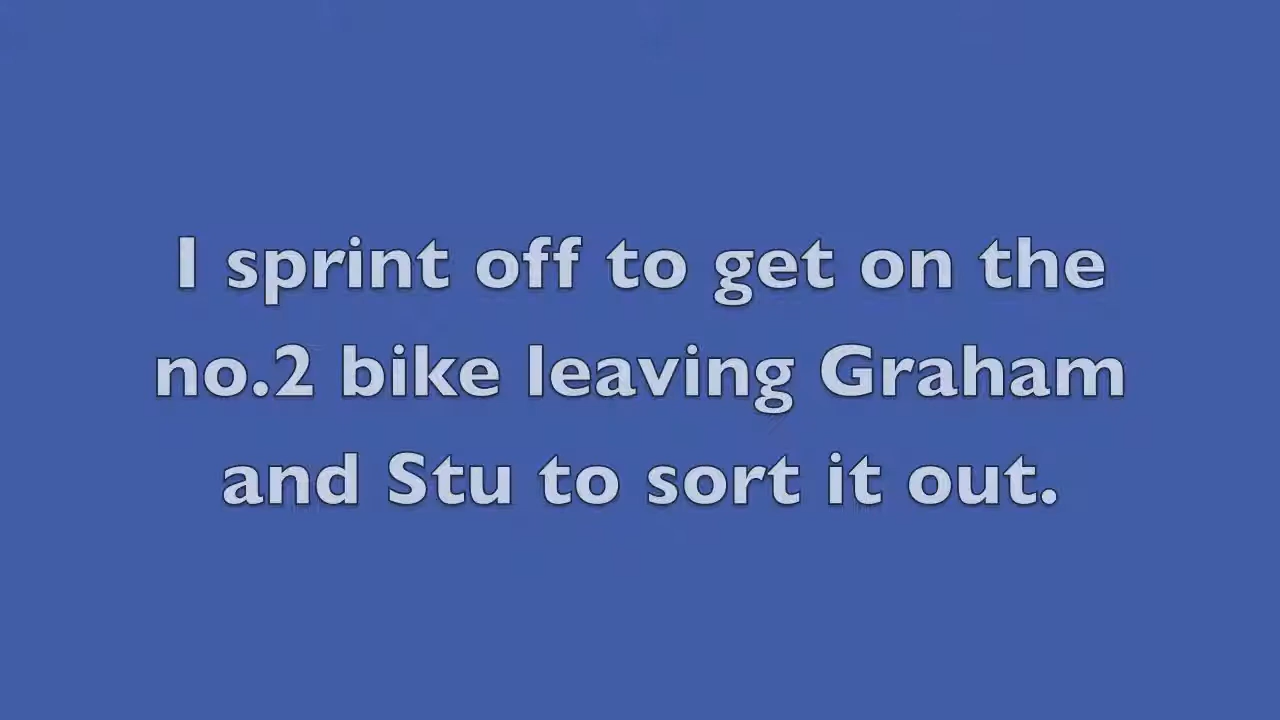 I sprint off to get on the
no.2 bike leaving Graham
and Stu to sort it out.